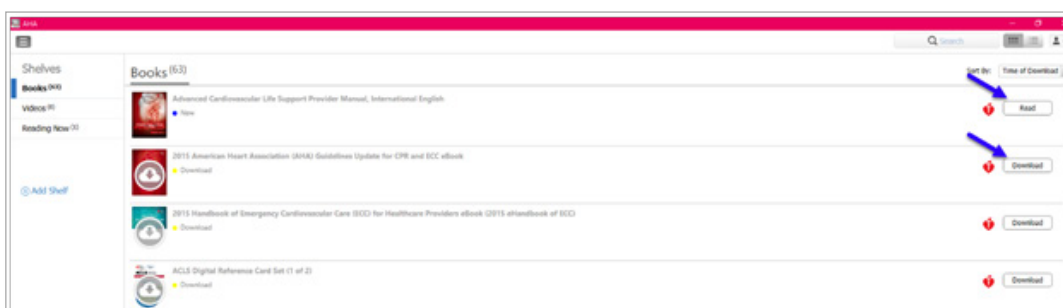 AHA
Search
Shelves
Books (63)
Videos (0)
Reading Now (3)
Add Shelf
Books (63)
Sort By: Time of Download
Advanced Cardiovascular Life Support Provider Manual, International English
New
Read
2015 American Heart Association (AHA) Guidelines Update for CPR and ECC eBook
Download
Download
2015 Handbook of Emergency Cardiovascular Care (ECC) for Healthcare Providers eBook (2015 eHandbook of ECC)
Download
Download
ACLS Digital Reference Card Set (1 of 2)
Download
Download